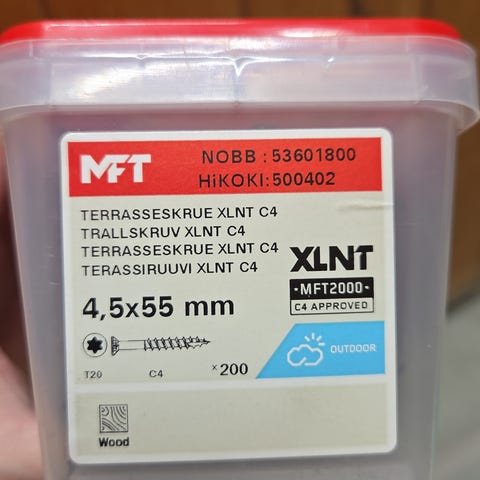 MFT
NOBB : 53601800
HiKOKI: 500402
TERRASSESKRUE XLNT C4
TRALLSKRUV XLNT C4
TERRASSESKRUE XLNT C4
TERASSIRUUVI XLNT C4
XLNT
·MFT2000·
C4 APPROVED
4,5x55 mm
OUTDOOR
T20 C4 x200
Wood